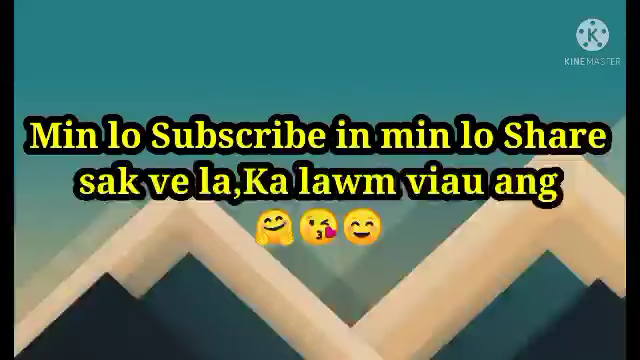 KINEMASTER
Min lo Subscribe in min lo Share
sak ve la,Ka lawm viau ang
🤗😘☺️